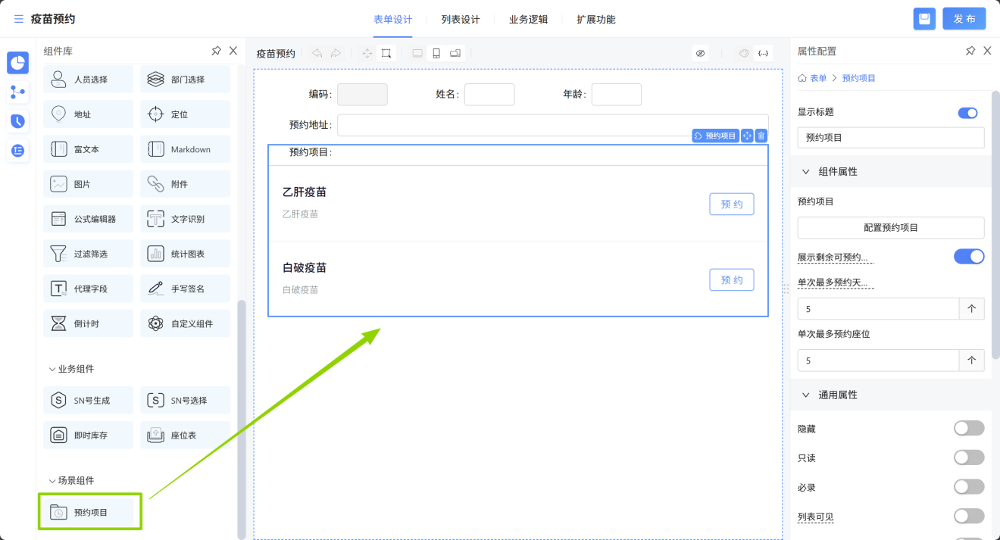 疫苗预约
表单设计
列表设计
业务逻辑
扩展功能
发 布
组件库
人员选择
部门选择
地址
定位
富文本
Markdown
图片
附件
公式编辑器
文字识别
过滤筛选
统计图表
代理字段
手写签名
倒计时
自定义组件
业务组件
SN号生成
SN号选择
即时库存
座位表
场景组件
预约项目
疫苗预约
编码:
姓名:
年龄:
预约地址:
预约项目
预约项目:
乙肝疫苗
乙肝疫苗
预 约
白破疫苗
白破疫苗
预 约
属性配置
表单 > 预约项目
显示标题
预约项目
组件属性
预约项目
配置预约项目
展示剩余可预约...
单次最多预约天...
5 个
单次最多预约座位
5 个
通用属性
隐藏
只读
必录
列表可见